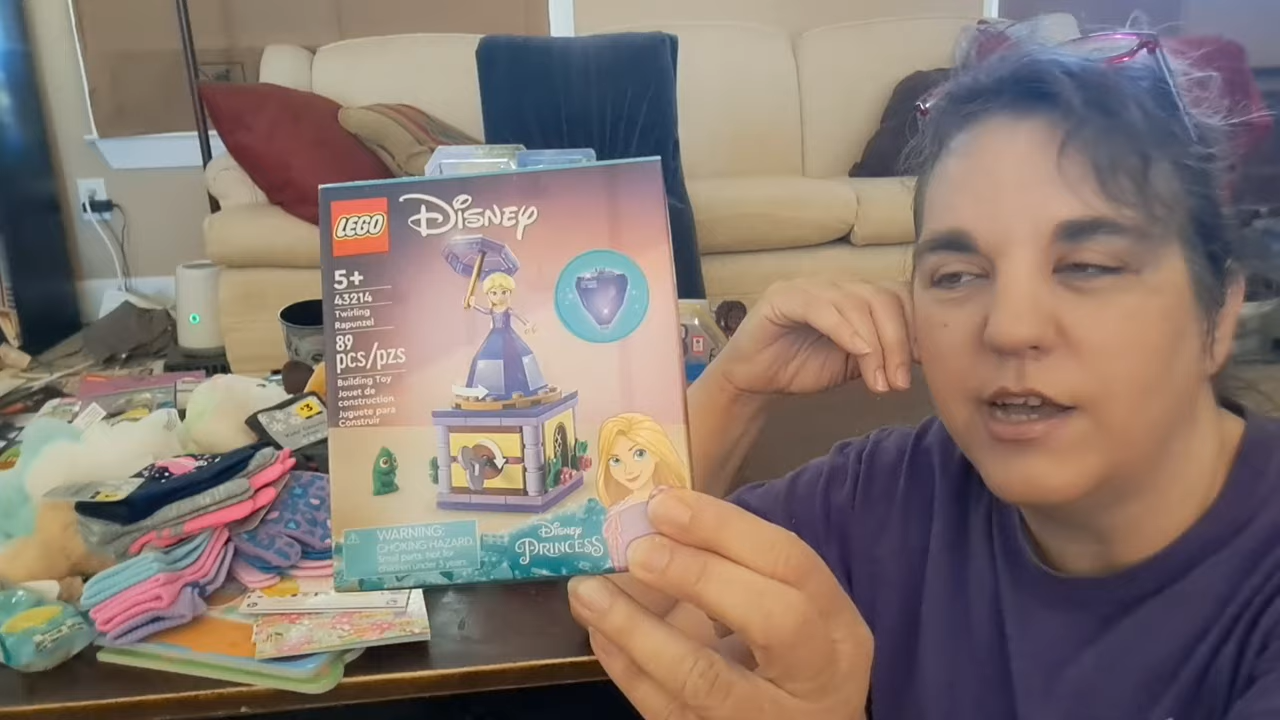 LEGO
DISNEY
5+
43214
Twirling
Rapunzel
89
pcs/pzs
Building Toy
Jouet de
construction
Juguete para
Construir
WARNING:
CHOKING HAZARD.
Small parts. Not for
children under 3 years.
DISNEY
PRINCESS
$3